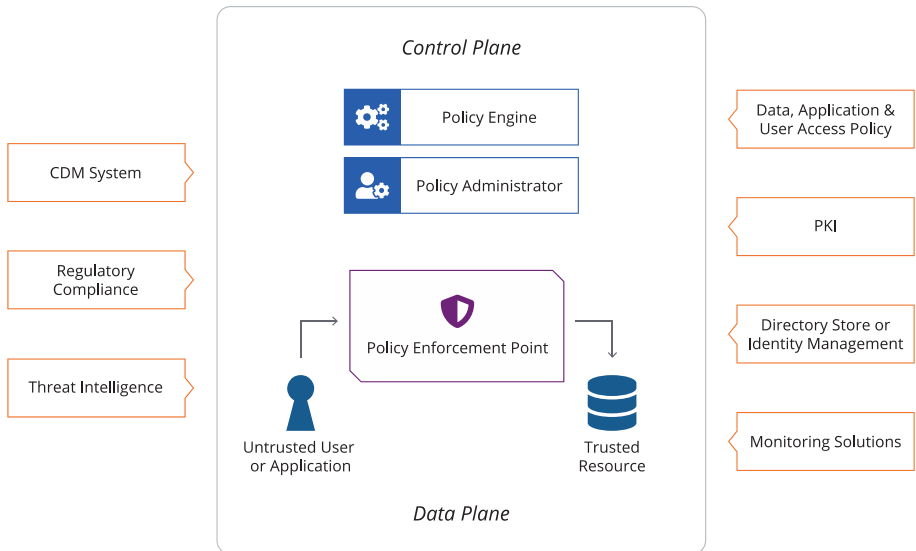 Control Plane
Policy Engine
Policy Administrator
CDM System
Regulatory
Compliance
Threat Intelligence
Policy Enforcement Point
Untrusted User
or Application
Trusted
Resource
Data Plane
Data, Application &
User Access Policy
PKI
Directory Store or
Identity Management
Monitoring Solutions